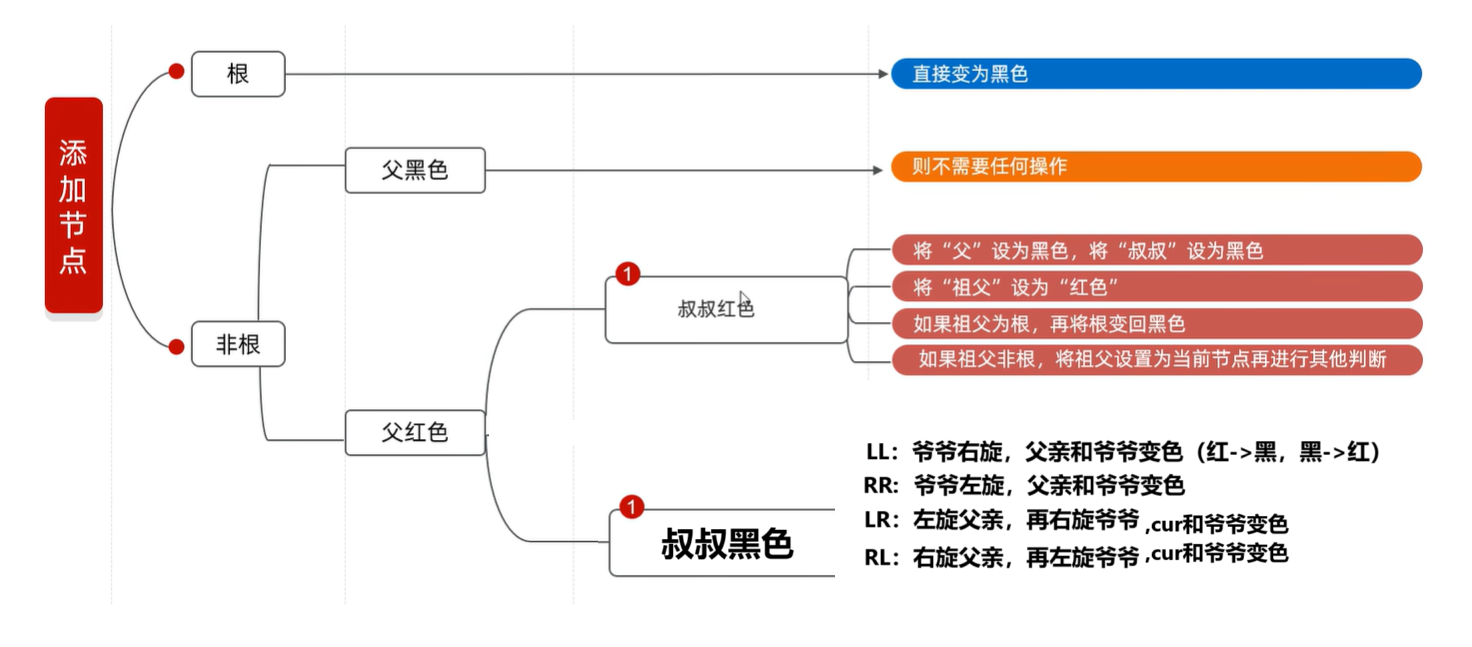 添加节点
根
直接变为黑色
父黑色
则不需要任何操作
非根
父红色
1
叔叔红色
将“父”设为黑色，将“叔叔”设为黑色
将“祖父”设为“红色”
如果祖父为根，再将根变回黑色
如果祖父非根，将祖父设置为当前节点再进行其他判断
1
叔叔黑色
LL：爷爷右旋，父亲和爷爷变色（红->黑，黑->红）
RR：爷爷左旋，父亲和爷爷变色
LR：左旋父亲，再右旋爷爷 ,cur和爷爷变色
RL：右旋父亲，再左旋爷爷 ,cur和爷爷变色